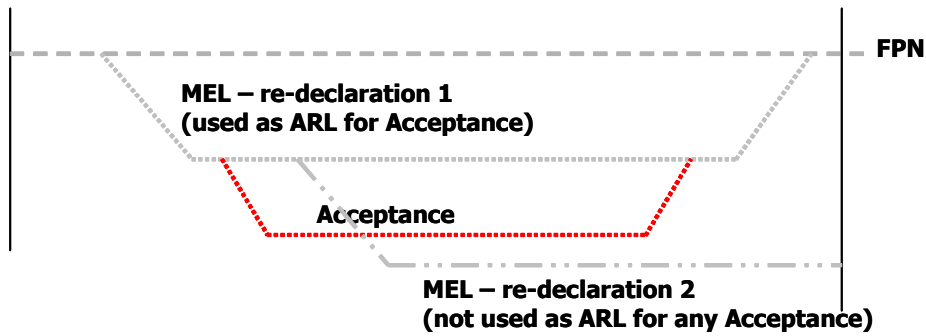 FPN
MEL – re-declaration 1
(used as ARL for Acceptance)
Acceptance
MEL – re-declaration 2
(not used as ARL for any Acceptance)